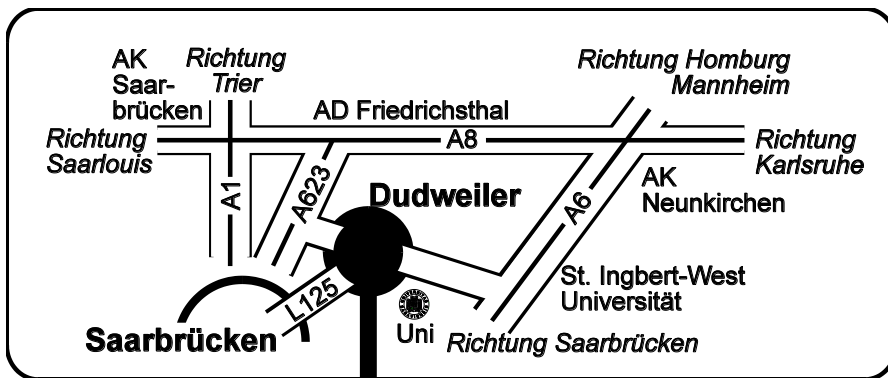 AK
Saar-
brücken
Richtung
Trier
Richtung Homburg
Mannheim
AD Friedrichsthal
Richtung
Saarlouis
A8
Richtung
Karlsruhe
A1
A623
Dudweiler
A6
AK
Neunkirchen
St. Ingbert-West
Universität
L125
Saarbrücken
Uni
Richtung Saarbrücken